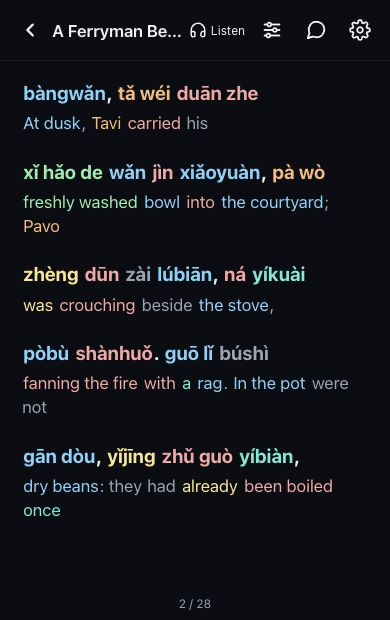 A Ferryman Be... Listen
bàngwǎn, tǎ wéi duān zhe
At dusk, Tavi carried his
xǐ hǎo de wǎn jìn xiǎoyuàn, pà wò
freshly washed bowl into the courtyard;
Pavo
zhèng dūn zài lúbiān, ná yíkuài
was crouching beside the stove,
pòbù shànhuǒ. guō lǐ búshì
fanning the fire with a rag. In the pot were
not
gān dòu, yǐjīng zhǔ guò yíbiàn,
dry beans: they had already been boiled
once
2 / 28